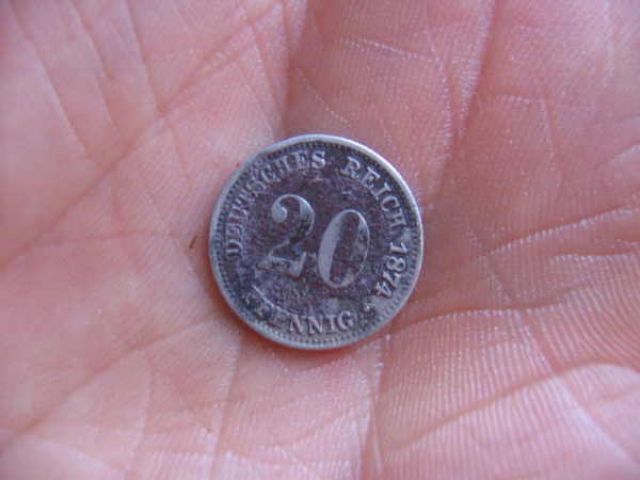 DEUTSCHES REICH 1874
20
PFENNIG